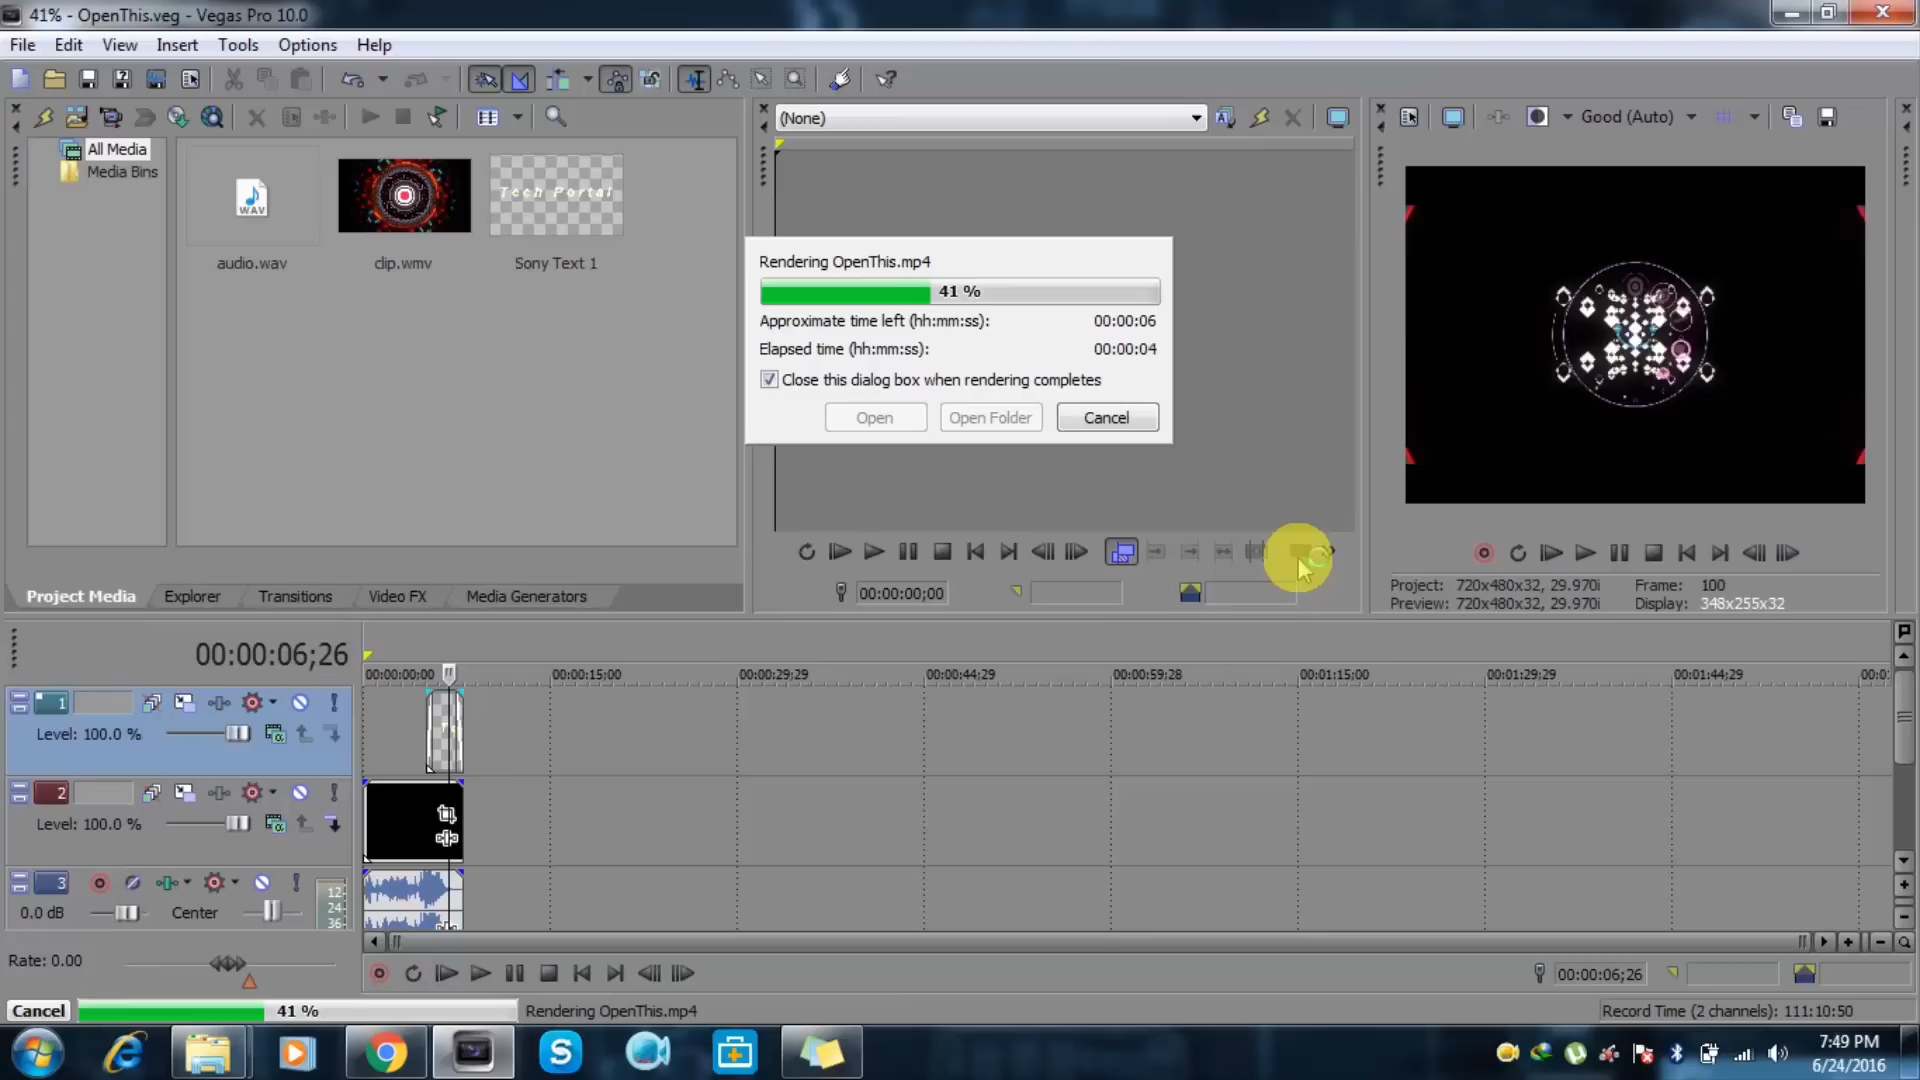 41% - OpenThis.veg - Vegas Pro 10.0
File Edit View Insert Tools Options Help
(None)
Good (Auto)
All Media
Media Bins
WAV
Tech Portal
audio.wav
clip.wmv
Sony Text 1
Rendering OpenThis.mp4
41 %
Approximate time left (hh:mm:ss): 00:00:06
Elapsed time (hh:mm:ss): 00:00:04
Close this dialog box when rendering completes
Open Open Folder Cancel
00:00:00;00
Project: 720x480x32, 29.970i Frame: 100
Preview: 720x480x32, 29.970i Display: 348x255x32
Project Media Explorer Transitions Video FX Media Generators
00:00:06;26
00:00:00;00 00:00:15;00 00:00:29;29 00:00:44;29 00:00:59;28 00:01:15;00 00:01:29;29 00:01:44;29 00:0
1
Level: 100.0 %
2
Level: 100.0 %
3
12
24
36
0.0 dB Center
Rate: 0.00
00:00:06;26
Cancel 41 % Rendering OpenThis.mp4
Record Time (2 channels): 111:10:50
7:49 PM
6/24/2016